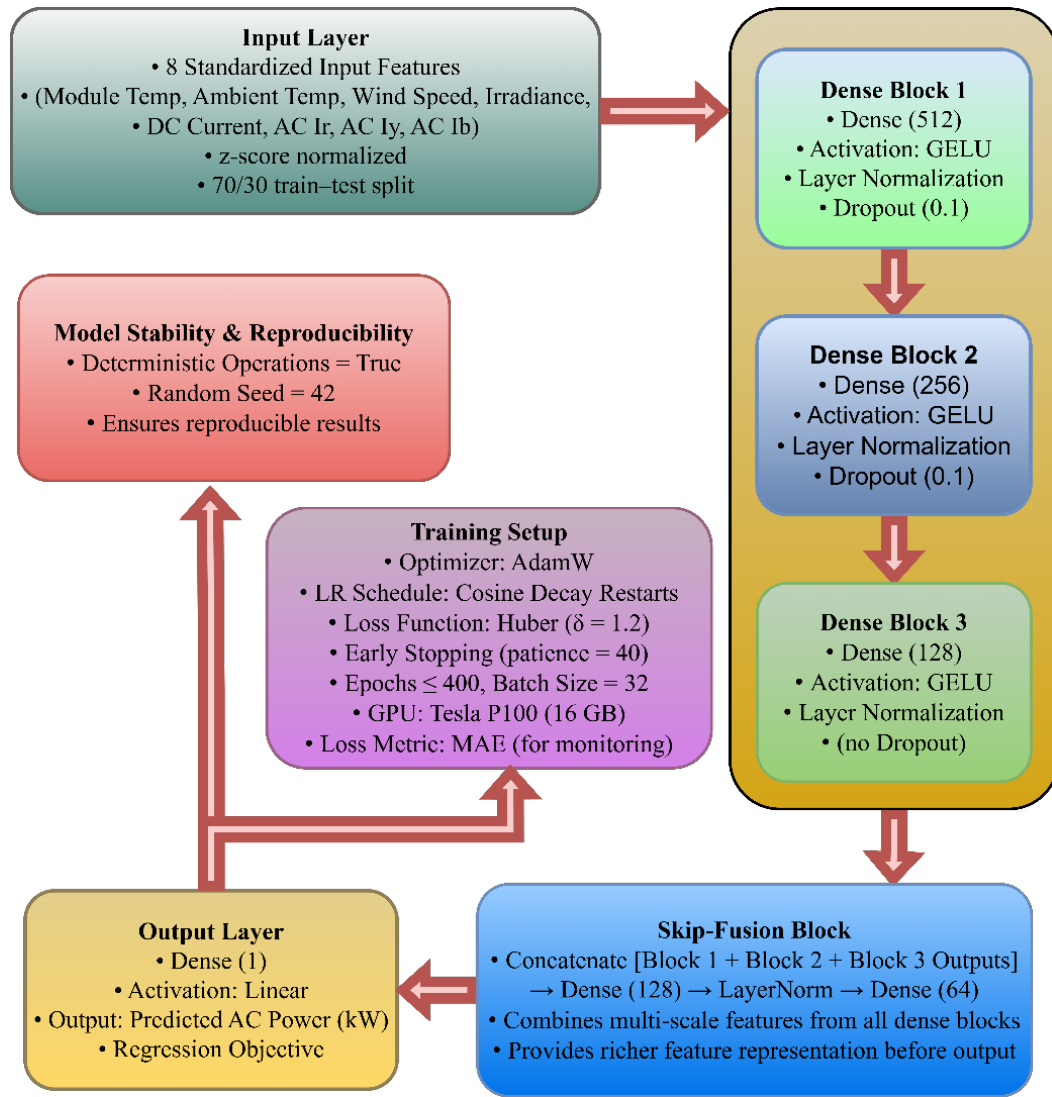 Input Layer
• 8 Standardized Input Features
• (Module Temp, Ambient Temp, Wind Speed, Irradiance,
• DC Current, AC Ir, AC Iy, AC Ib)
• z-score normalized
• 70/30 train–test split
Dense Block 1
• Dense (512)
• Activation: GELU
• Layer Normalization
• Dropout (0.1)
Dense Block 2
• Dense (256)
• Activation: GELU
• Layer Normalization
• Dropout (0.1)
Dense Block 3
• Dense (128)
• Activation: GELU
• Layer Normalization
• (no Dropout)
Skip-Fusion Block
• Concatenate [Block 1 + Block 2 + Block 3 Outputs]
→ Dense (128) → LayerNorm → Dense (64)
• Combines multi-scale features from all dense blocks
• Provides richer feature representation before output
Output Layer
• Dense (1)
• Activation: Linear
• Output: Predicted AC Power (kW)
• Regression Objective
Training Setup
• Optimizer: AdamW
• LR Schedule: Cosine Decay Restarts
• Loss Function: Huber (δ = 1.2)
• Early Stopping (patience = 40)
• Epochs ≤ 400, Batch Size = 32
• GPU: Tesla P100 (16 GB)
• Loss Metric: MAE (for monitoring)
Model Stability & Reproducibility
• Deterministic Operations = True
• Random Seed = 42
• Ensures reproducible results